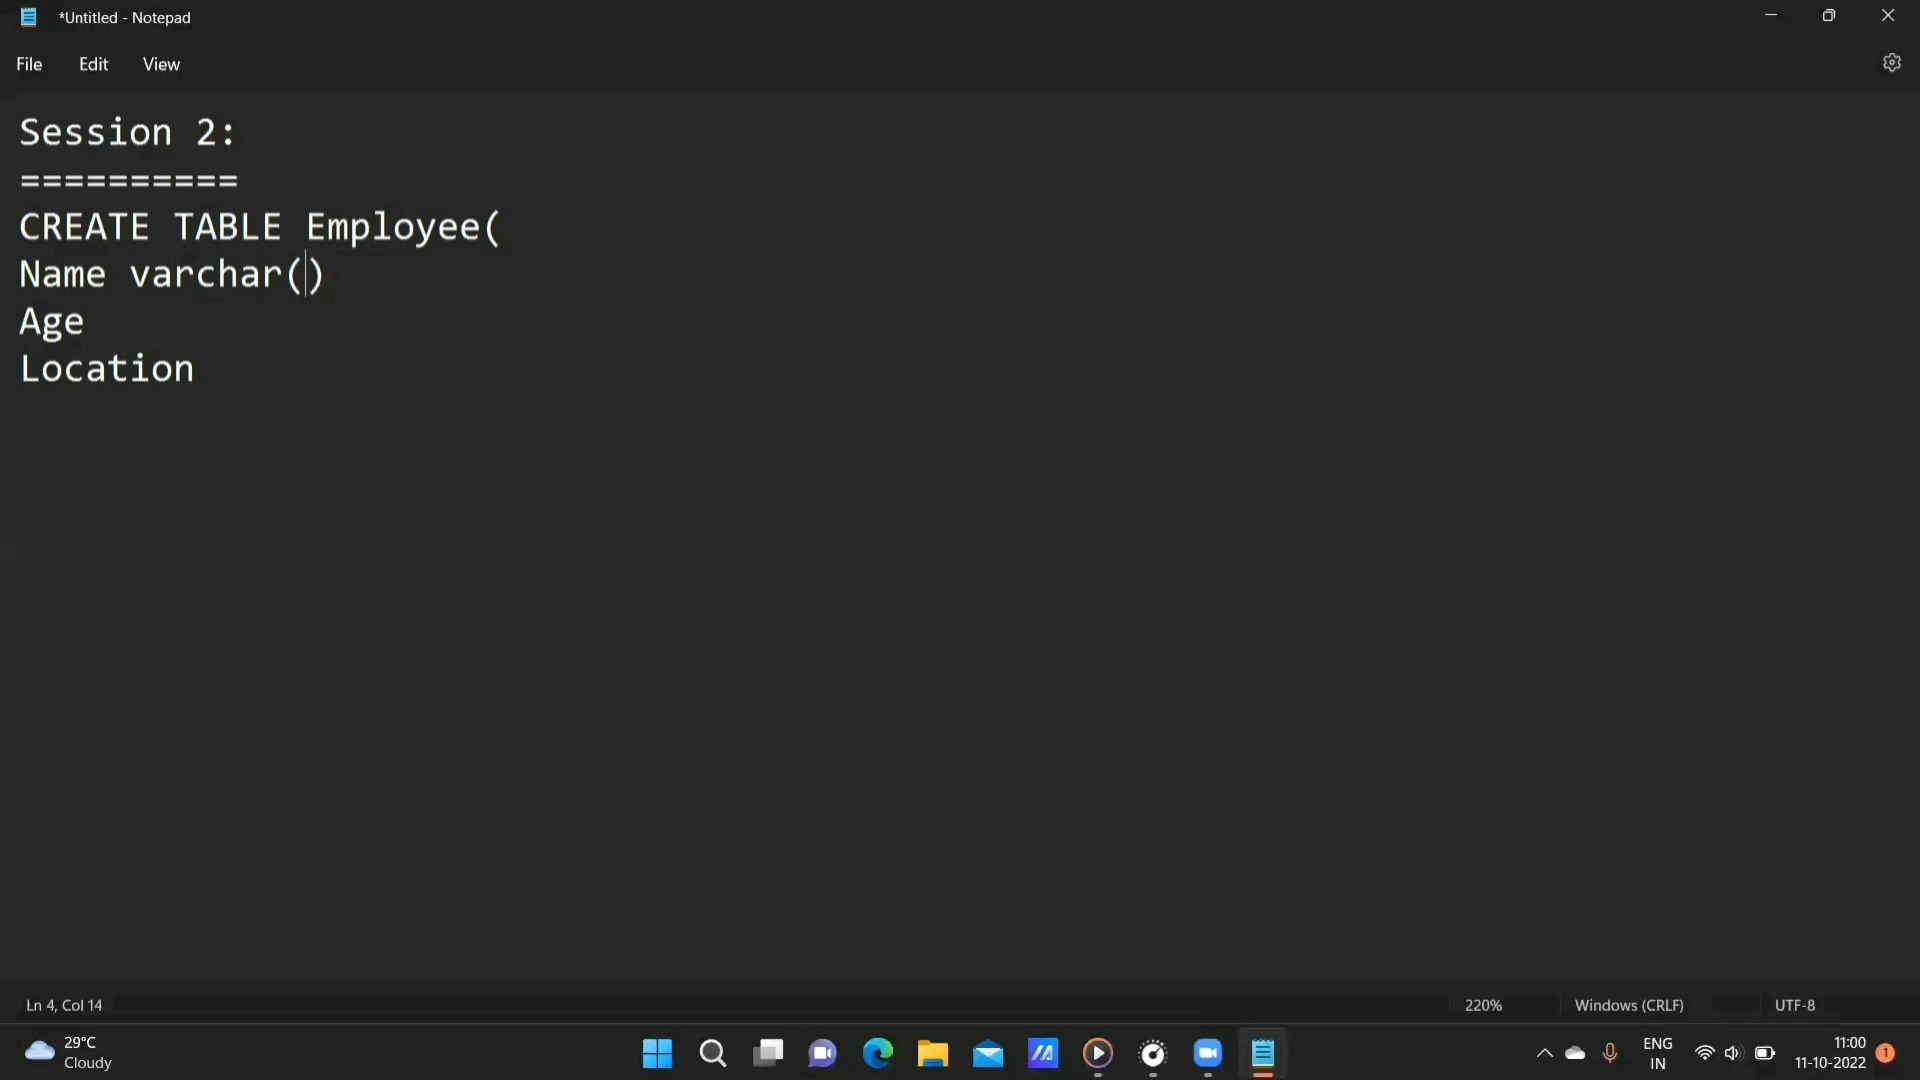 *Untitled - Notepad
File Edit View
Session 2:
==========
CREATE TABLE Employee(
Name varchar()
Age
Location
Ln 4, Col 14 220% Windows (CRLF) UTF-8
29°C
Cloudy
ENG
IN
11:00
11-10-2022
1